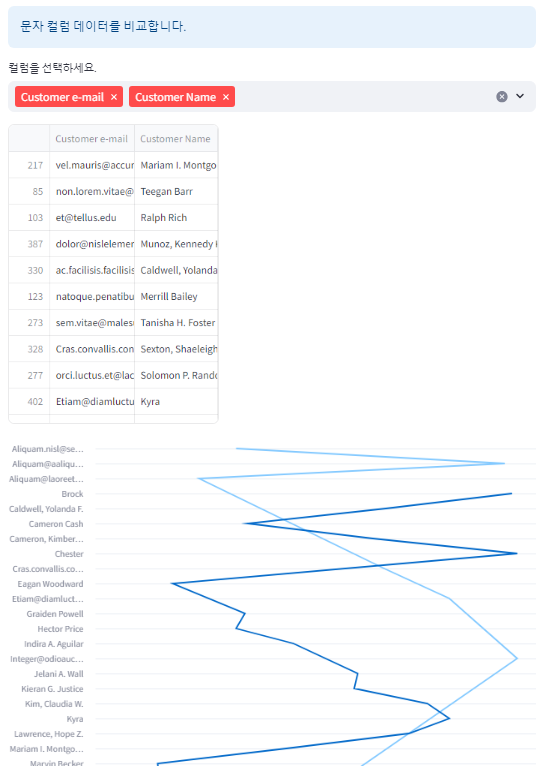 문자 컬럼 데이터를 비교합니다.
컬럼을 선택하세요.
Customer e-mail × Customer Name ×
Customer e-mail Customer Name
217 vel.mauris@accur Mariam I. Montgo
85 non.lorem.vitae@ Teegan Barr
103 et@tellus.edu Ralph Rich
387 dolor@nislelemer Munoz, Kennedy
330 ac.facilisis.facilisis Caldwell, Yolanda
123 natoque.penatibu Merrill Bailey
273 sem.vitae@males Tanisha H. Foster
328 Cras.convallis.con Sexton, Shaeleigh
277 orci.luctus.et@lac Solomon P. Rando
402 Etiam@diamluctu Kyra
Aliquam.nisl@se…
Aliquam@aaliqu…
Aliquam@laoreet…
Brock
Caldwell, Yolanda F.
Cameron Cash
Cameron, Kimber…
Chester
Cras.convallis.co…
Eagan Woodward
Etiam@diamluct…
Graiden Powell
Hector Price
Indira A. Aguilar
Integer@odioauc…
Jelani A. Wall
Kieran G. Justice
Kim, Claudia W.
Kyra
Lawrence, Hope Z.
Mariam I. Montgo…
Marvin Becker